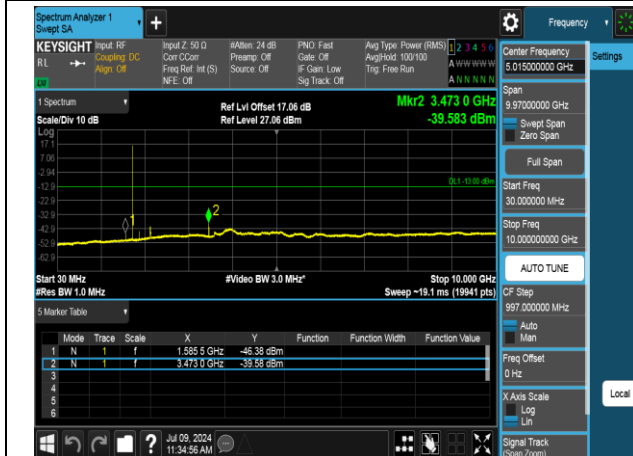 Spectrum Analyzer 1
Swept SA
+
Frequency
KEYSIGHT
RL
Input: RF
Coupling: DC
Align: Off
Input Z: 50 Ω
Corr CCorr
Freq Ref: Int (S)
NFE: Off
#Atten: 24 dB
Preamp: Off
Source: Off
PNO: Fast
Gate: Off
IF Gain: Low
Sig Track: Off
Avg Type: Power (RMS)
Avg|Hold: 100/100
Trig: Free Run
1 2 3 4 5 6
A W W W W W
A N N N N N
1 Spectrum
Scale/Div 10 dB
Log
Ref Lvl Offset 17.06 dB
Ref Level 27.06 dBm
Mkr2 3.473 0 GHz
-39.583 dBm
17.1
7.06
-2.94
-12.9
-22.9
-32.9
-42.9
-52.9
-62.9
DL1 -13.00 dBm
1
2
Start 30 MHz
#Res BW 1.0 MHz
#Video BW 3.0 MHz*
Stop 10.000 GHz
Sweep ~19.1 ms (19941 pts)
5 Marker Table
Mode Trace Scale X Y Function Function Width Function Value
1 N 1 f 1.585 5 GHz -46.38 dBm
2 N 1 f 3.473 0 GHz -39.58 dBm
3
4
5
6
?
Jul 09, 2024
11:34:56 AM
Center Frequency
5.015000000 GHz
Span
9.97000000 GHz
Swept Span
Zero Span
Full Span
Start Freq
30.000000 MHz
Stop Freq
10.000000000 GHz
AUTO TUNE
CF Step
997.000000 MHz
Auto
Man
Freq Offset
0 Hz
X Axis Scale
Log
Lin
Signal Track
(Span Zoom)
Settings
Local